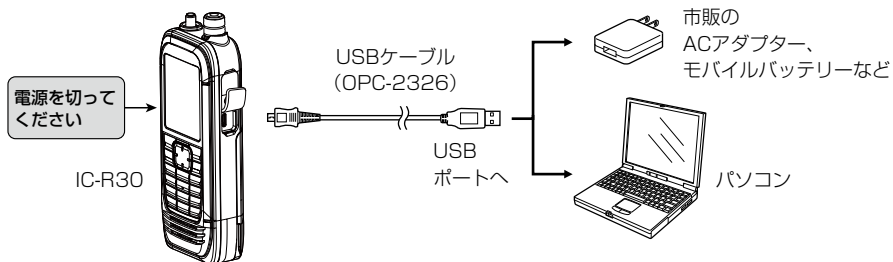 電源を切って
ください
IC-R30
USBケーブル
(OPC-2326)
USB
ポートへ
市販の
ACアダプター、
モバイルバッテリーなど
パソコン